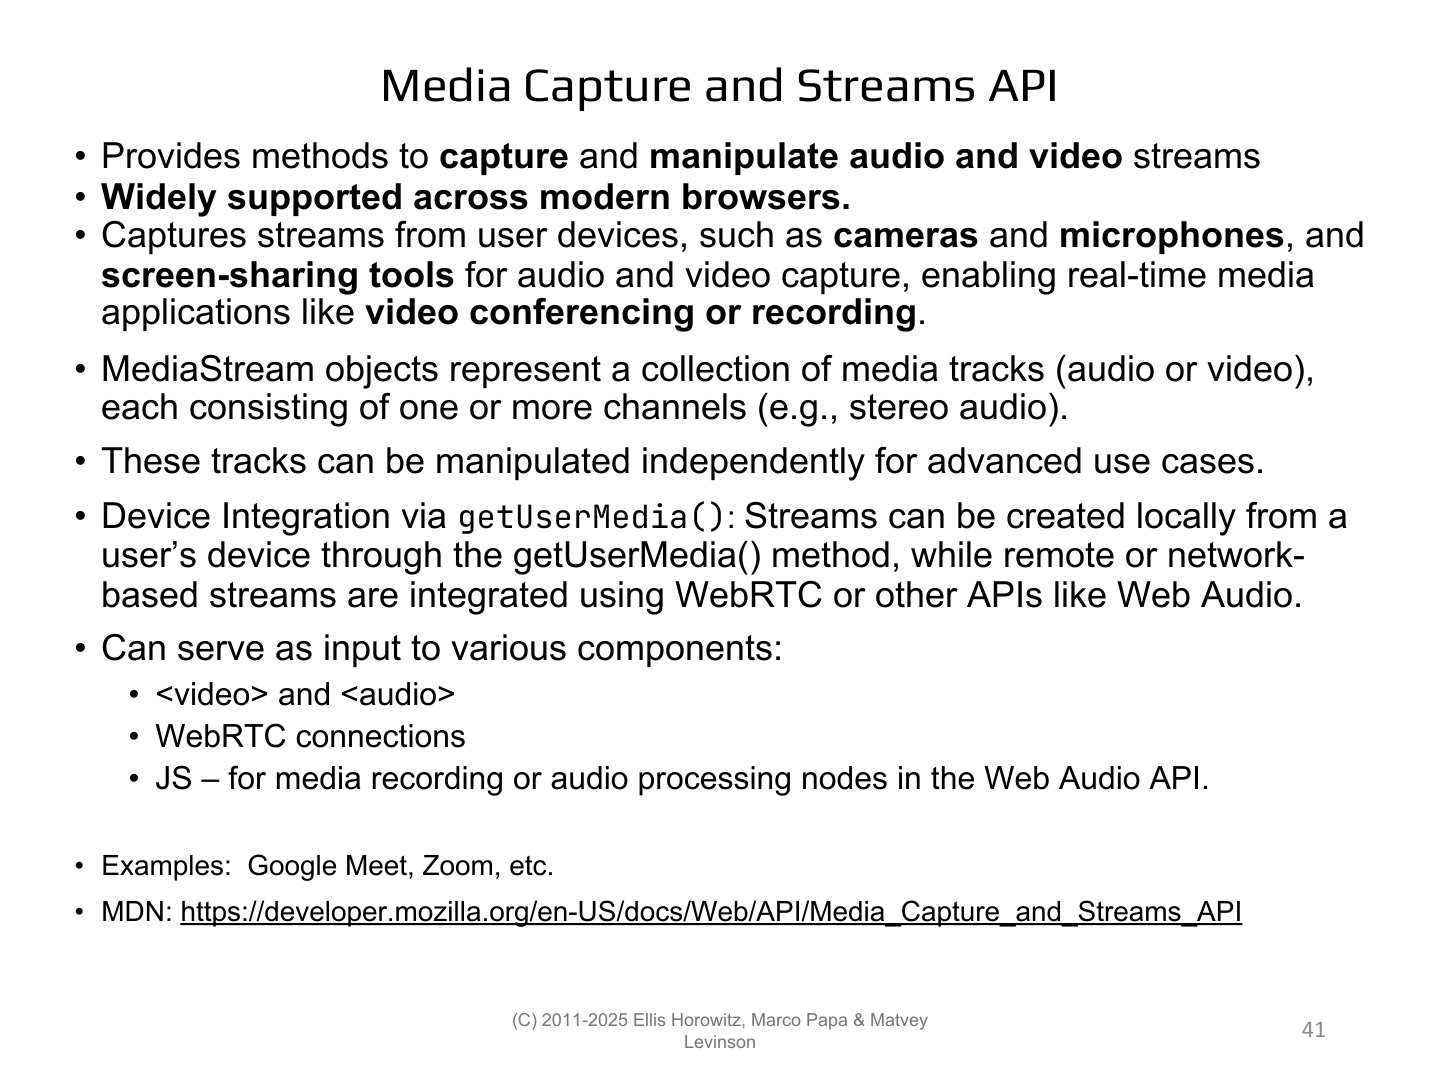 Media Capture and Streams API
• Provides methods to capture and manipulate audio and video streams
• Widely supported across modern browsers.
• Captures streams from user devices, such as cameras and microphones, and
screen-sharing tools for audio and video capture, enabling real-time media
applications like video conferencing or recording.
• MediaStream objects represent a collection of media tracks (audio or video),
each consisting of one or more channels (e.g., stereo audio).
• These tracks can be manipulated independently for advanced use cases.
• Device Integration via getUserMedia(): Streams can be created locally from a
user’s device through the getUserMedia() method, while remote or network-
based streams are integrated using WebRTC or other APIs like Web Audio.
• Can serve as input to various components:
• <video> and <audio>
• WebRTC connections
• JS – for media recording or audio processing nodes in the Web Audio API.
• Examples:  Google Meet, Zoom, etc.
• MDN: https://developer.mozilla.org/en-US/docs/Web/API/Media_Capture_and_Streams_API
(C) 2011-2025 Ellis Horowitz, Marco Papa & Matvey
Levinson
41